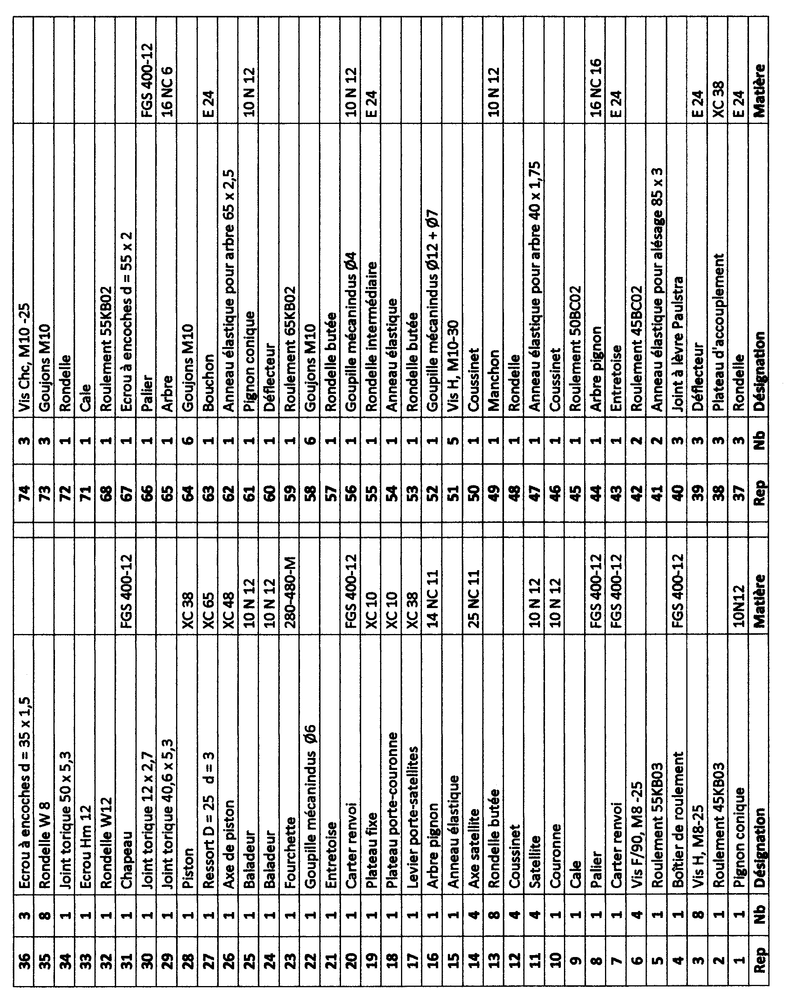 36 3 Ecrou à encoches d = 35 x 1,5 74 3 Vis Chc, M10 -25
35 8 Rondelle W 8 73 3 Goujons M10
34 1 Joint torique 50 x 5,3 72 1 Rondelle
33 1 Ecrou Hm 12 71 1 Cale
32 1 Rondelle W12 68 1 Roulement 55KB02
31 1 Chapeau FGS 400-12 67 1 Ecrou à encoches d = 55 x 2
30 1 Joint torique 12 x 2,7 66 1 Palier FGS 400-12
29 1 Joint torique 40,6 x 5,3 65 1 Arbre 16 NC 6
28 1 Piston XC 38 64 6 Goujons M10
27 1 Ressort D = 25 d = 3 XC 65 63 1 Bouchon E 24
26 1 Axe de piston XC 48 62 1 Anneau élastique pour arbre 65 x 2,5
25 1 Baladeur 10 N 12 61 1 Pignon conique 10 N 12
24 1 Baladeur 10 N 12 60 1 Déflecteur
23 1 Fourchette 280-480-M 59 1 Roulement 65KB02
22 1 Goupille mécanindus Ø6 58 6 Goujons M10
21 1 Entretoise 57 1 Rondelle butée
20 1 Carter renvoi FGS 400-12 56 1 Goupille mécanindus Ø4 10 N 12
19 1 Plateau fixe XC 10 55 1 Rondelle intermédiaire E 24
18 1 Plateau porte-couronne XC 10 54 1 Anneau élastique
17 1 Levier porte-satellites XC 38 53 1 Rondelle butée
16 1 Arbre pignon 14 NC 11 52 1 Goupille mécanindus Ø12 + Ø7
15 1 Anneau élastique 51 5 Vis H, M10-30
14 4 Axe satellite 25 NC 11 50 1 Coussinet
13 8 Rondelle butée 49 1 Manchon 10 N 12
12 4 Coussinet 48 1 Rondelle
11 4 Satellite 10 N 12 47 1 Anneau élastique pour arbre 40 x 1,75
10 1 Couronne 10 N 12 46 1 Coussinet
9 1 Cale 45 1 Roulement 50BC02
8 1 Palier FGS 400-12 44 1 Arbre pignon 16 NC 16
7 1 Carter renvoi FGS 400-12 43 1 Entretoise E 24
6 4 Vis F/90, M8 -25 42 2 Roulement 45BC02
5 1 Roulement 55KB03 41 2 Anneau élastique pour alésage 85 x 3
4 1 Boîtier de roulement FGS 400-12 40 3 Joint à lèvre Paulstra
3 8 Vis H, M8-25 39 3 Déflecteur E 24
2 1 Roulement 45KB03 38 3 Plateau d'accouplement XC 38
1 1 Pignon conique 10N12 37 3 Rondelle E 24
Rep Nb Désignation Matière Rep Nb Désignation Matière